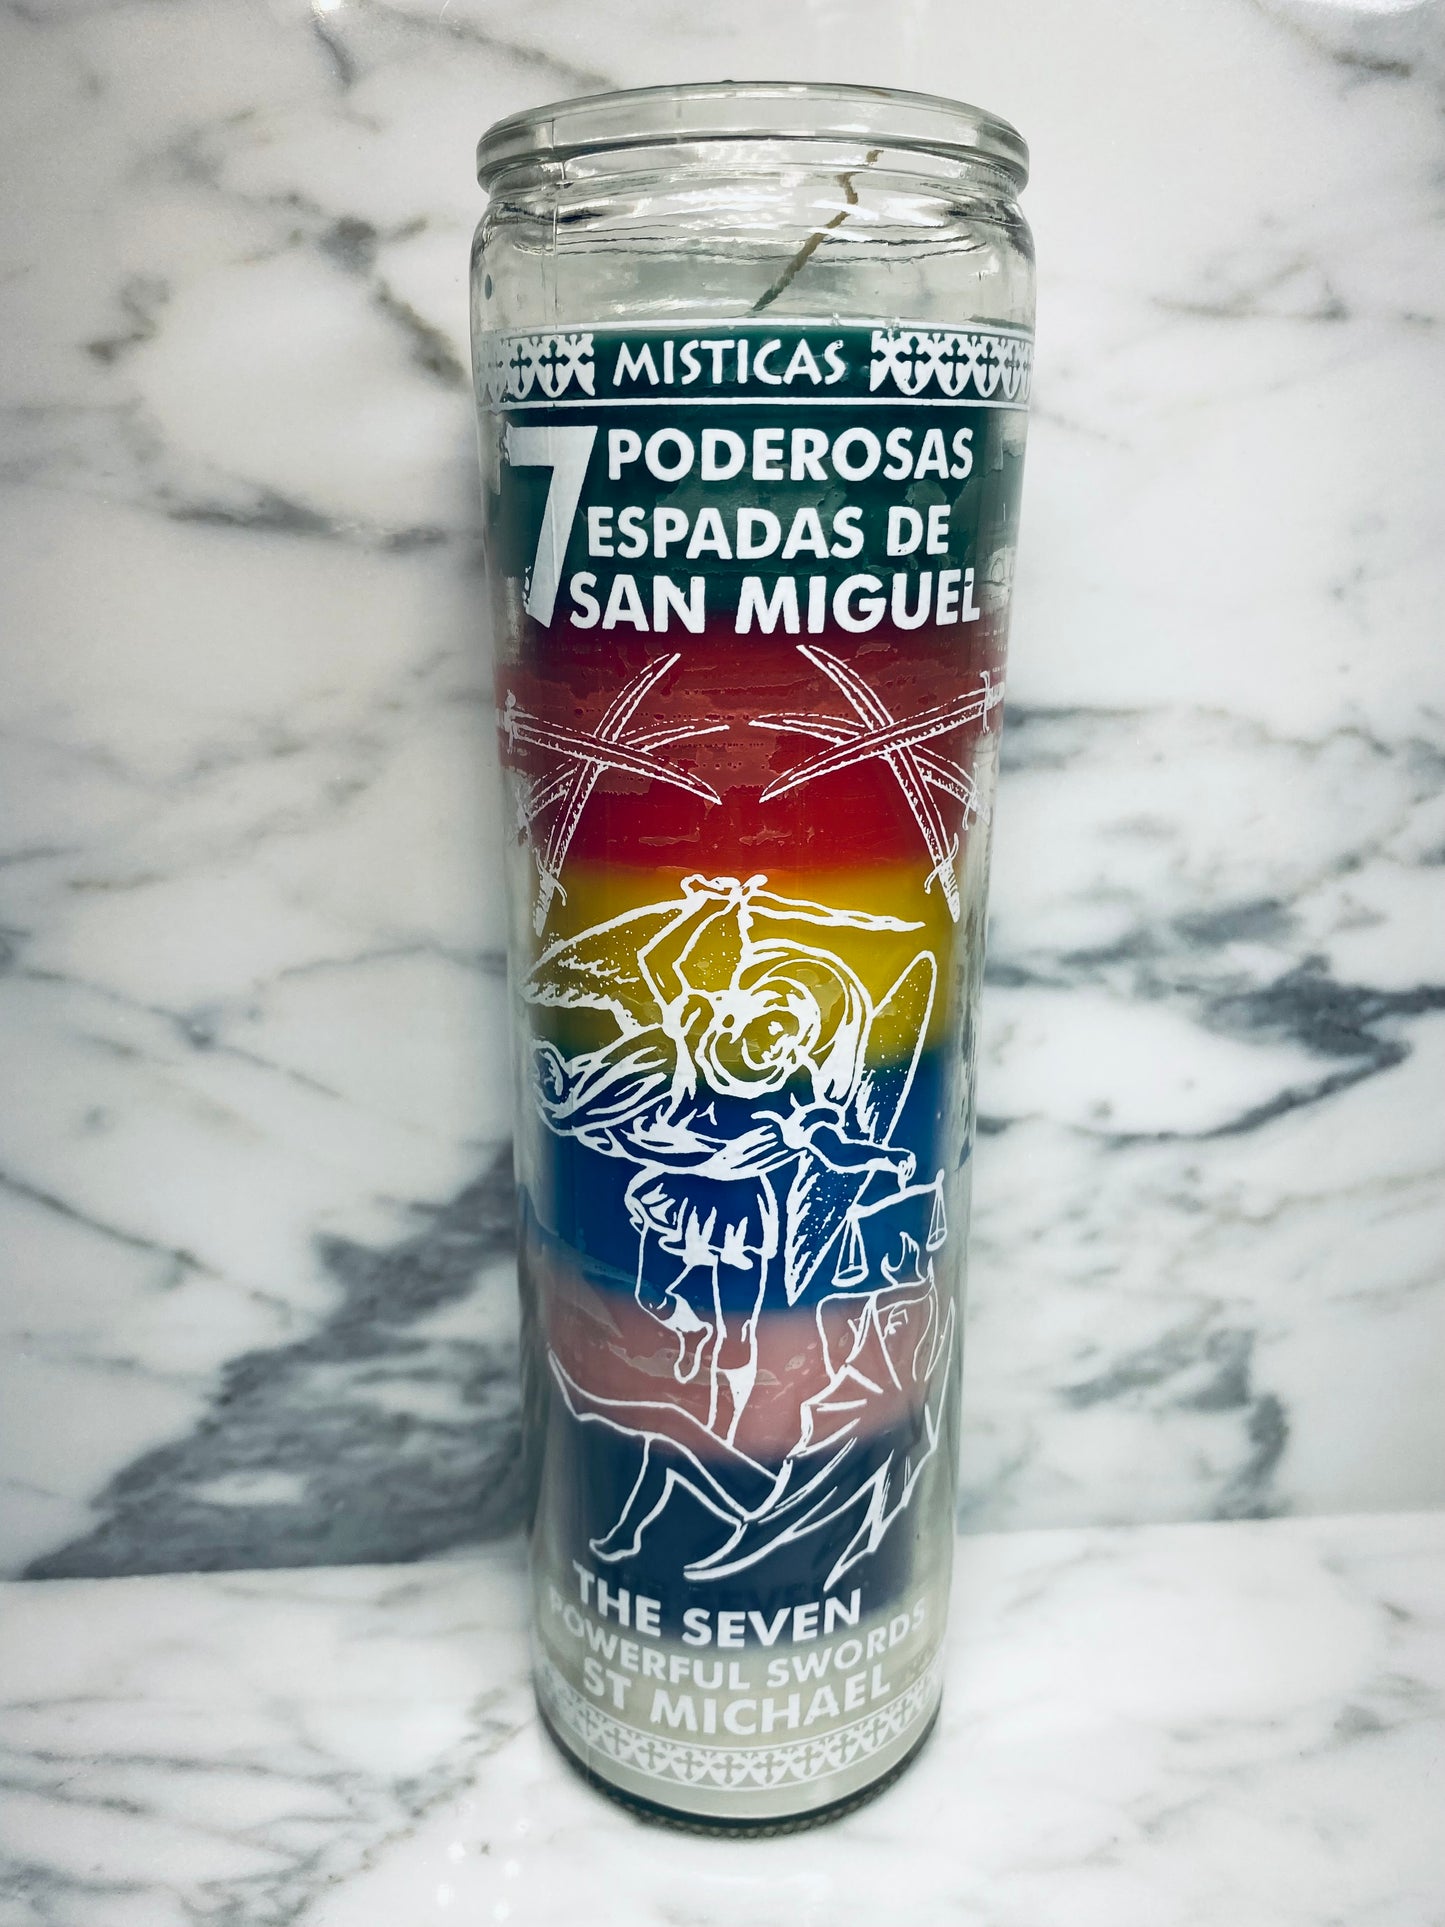 MISTICAS
7 PODEROSAS
ESPADAS DE
SAN MIGUEL
THE SEVEN
POWERFUL SWORDS
ST MICHAEL